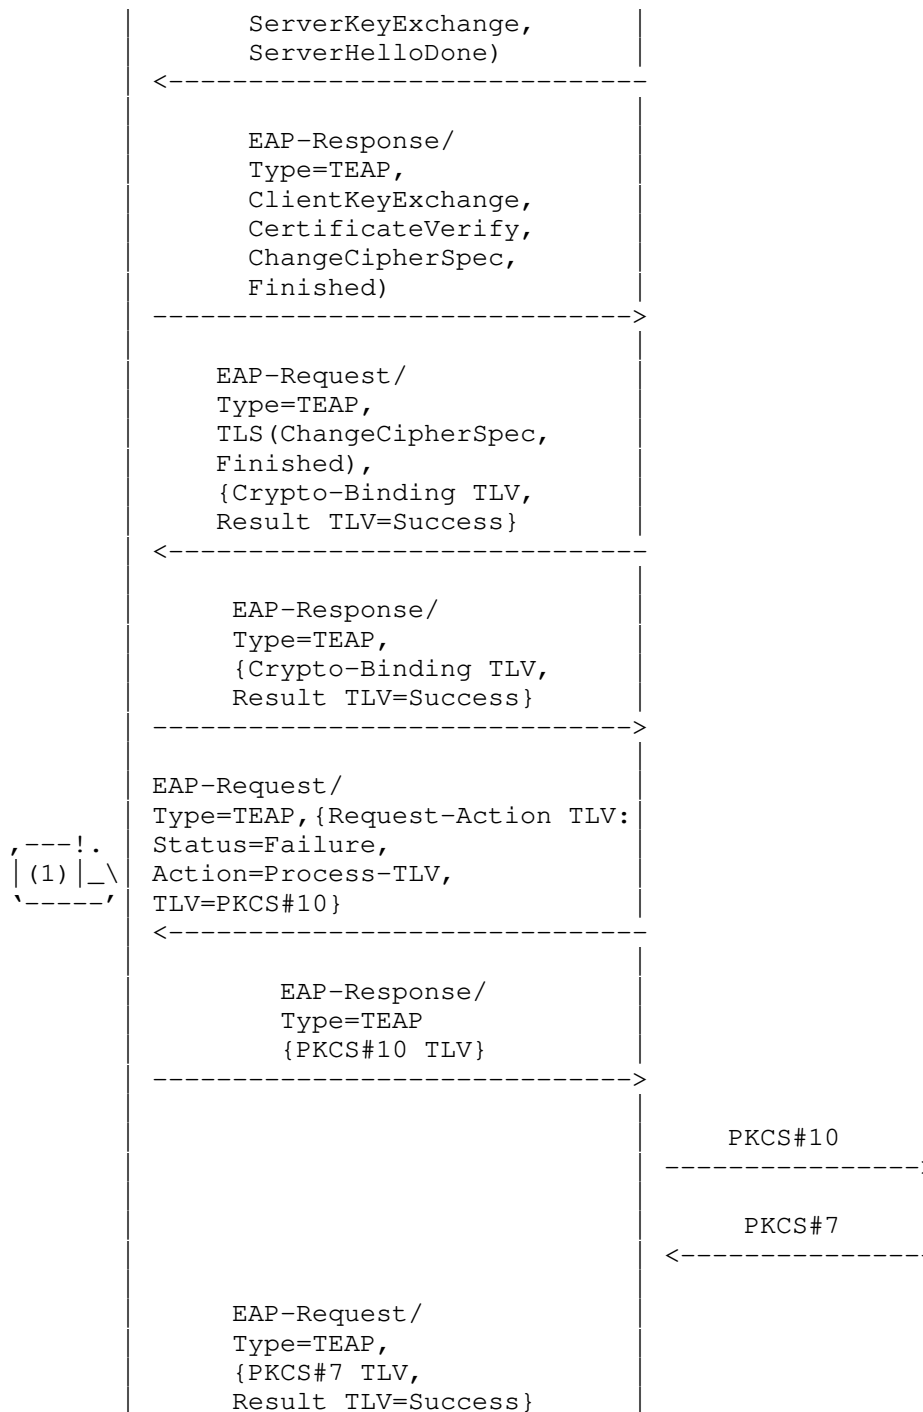 ServerKeyExchange,
ServerHelloDone)
<------------------------------
EAP-Response/
Type=TEAP,
ClientKeyExchange,
CertificateVerify,
ChangeCipherSpec,
Finished)
------------------------------>
EAP-Request/
Type=TEAP,
TLS(ChangeCipherSpec,
Finished),
{Crypto-Binding TLV,
Result TLV=Success}
<------------------------------
EAP-Response/
Type=TEAP,
{Crypto-Binding TLV,
Result TLV=Success}
------------------------------>
EAP-Request/
Type=TEAP,{Request-Action TLV:
,---!. Status=Failure,
|(1)|_\ Action=Process-TLV,
‘-----’ TLV=PKCS#10}
<------------------------------
EAP-Response/
Type=TEAP
{PKCS#10 TLV}
------------------------------>
PKCS#10
---------------->
PKCS#7
<----------------
EAP-Request/
Type=TEAP,
{PKCS#7 TLV,
Result TLV=Success}